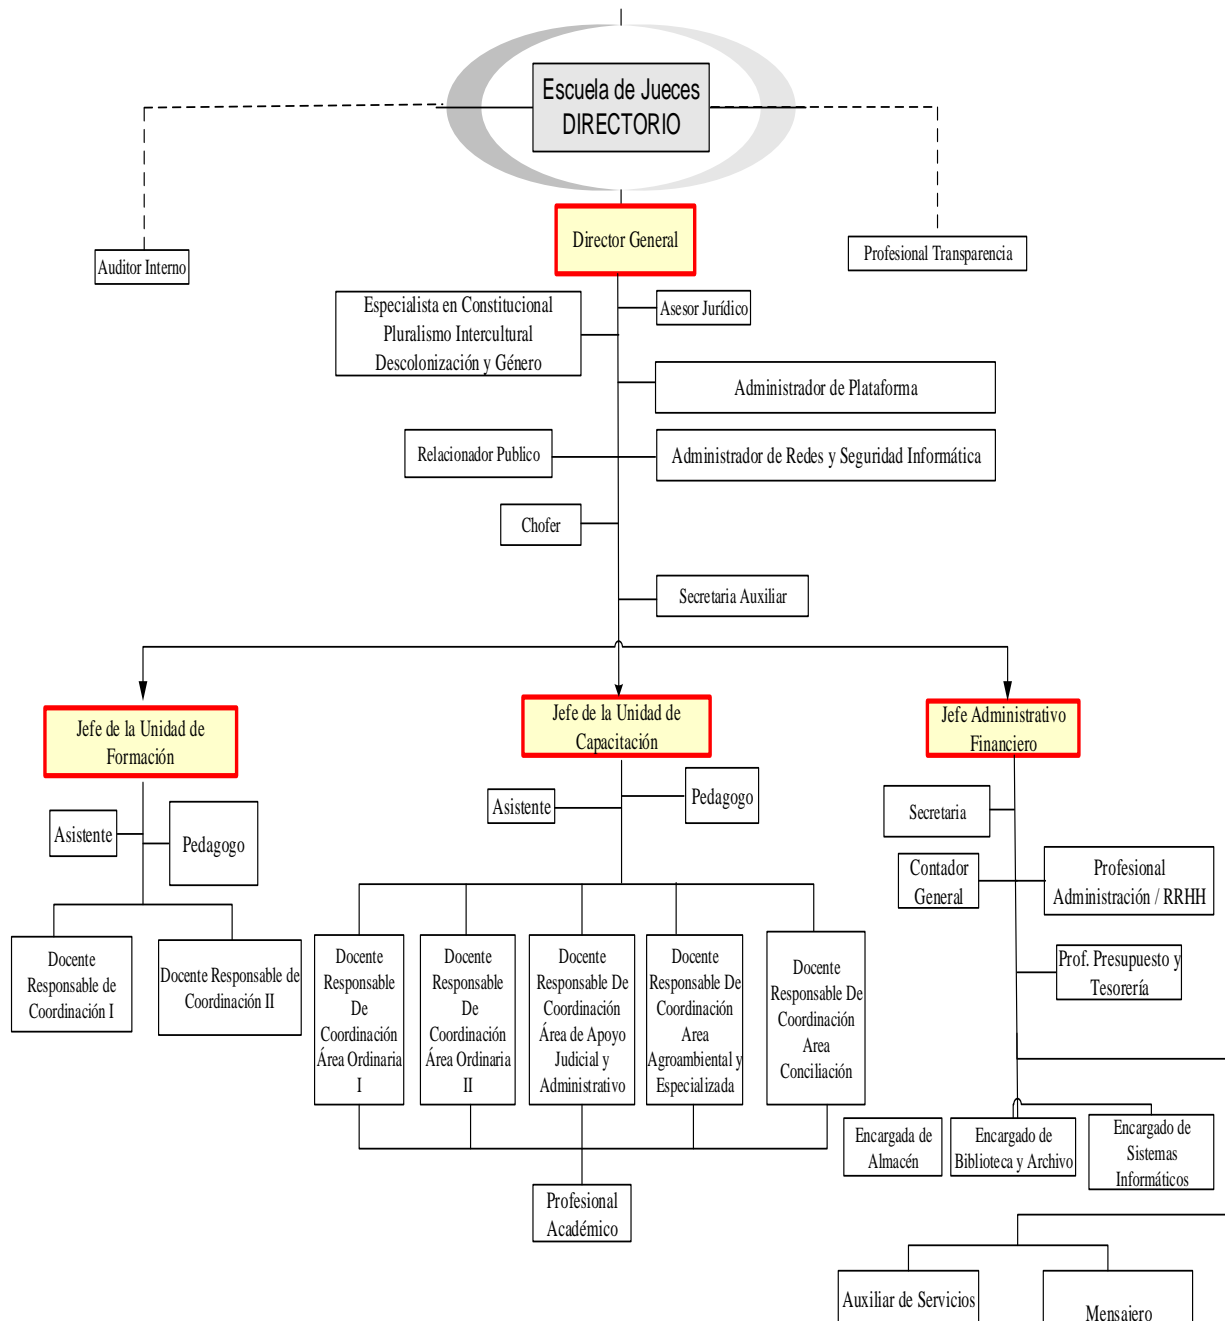 Escuela de Jueces
DIRECTORIO
Director General
Auditor Interno
Profesional Transparencia
Especialista en Constitucional
Pluralismo Intercultural
Descolonización y Género
Asesor Jurídico
Administrador de Plataforma
Relacionador Publico
Administrador de Redes y Seguridad Informática
Chofer
Secretaria Auxiliar
Jefe de la Unidad de
Formación
Jefe de la Unidad de
Capacitación
Jefe Administrativo
Financiero
Asistente
Pedagogo
Asistente
Pedagogo
Secretaria
Contador
General
Profesional
Administración / RRHH
Prof. Presupuesto y
Tesorería
Docente
Responsable de
Coordinación I
Docente Responsable de
Coordinación II
Docente
Responsable
De
Coordinación
Área Ordinaria
I
Docente
Responsable
De
Coordinación
Área Ordinaria
II
Docente
Responsable De
Coordinación
Área de Apoyo
Judicial y
Administrativo
Docente
Responsable De
Coordinación
Area
Agroambiental y
Especializada
Docente
Responsable De
Coordinación
Area
Conciliación
Encargada de
Almacén
Encargado de
Biblioteca y Archivo
Encargado de
Sistemas
Informáticos
Profesional
Académico
Auxiliar de Servicios
Mensajero